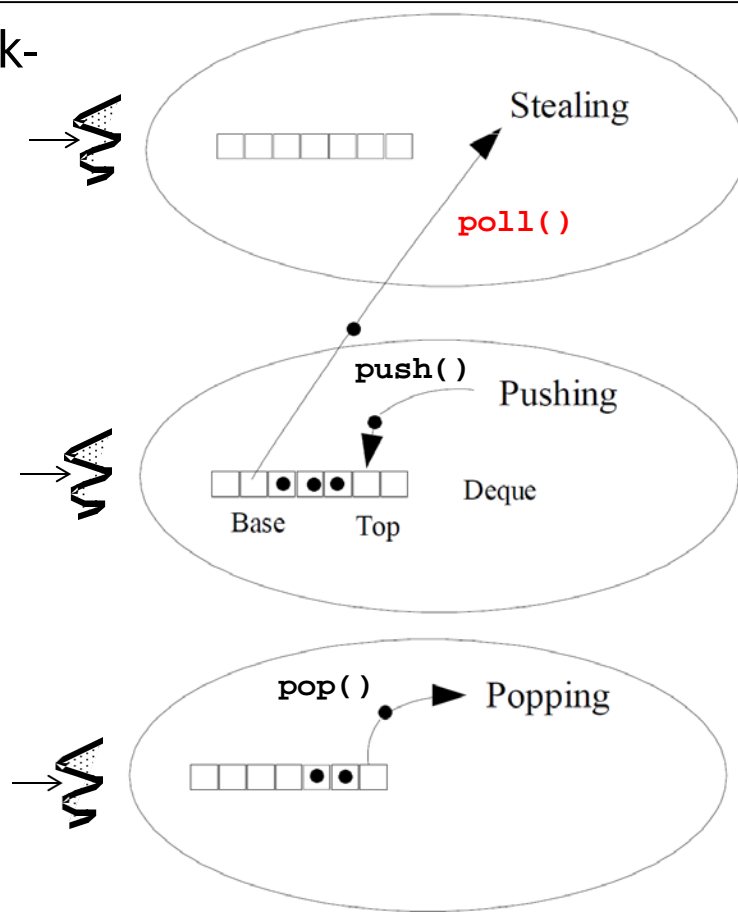 k-
Stealing
poll()
push()
Pushing
Deque
Base Top
pop()
Popping